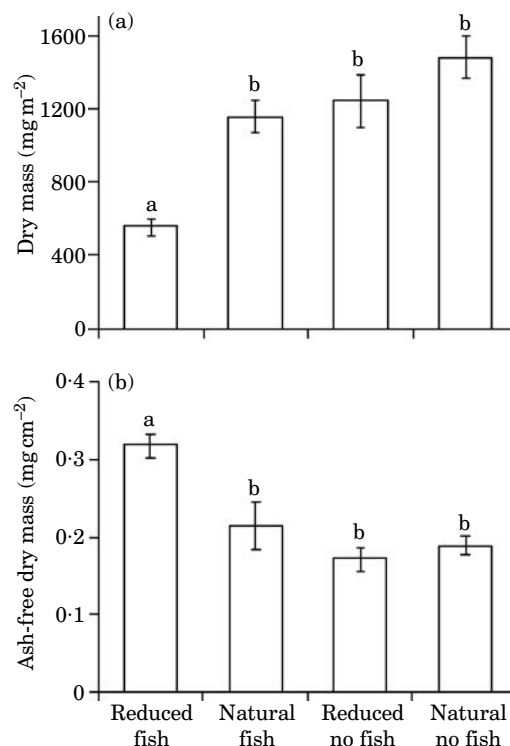 (a)
1600
1200
800
400
0
Dry mass (mg m⁻²)
a
b
b
b
(b)
0·4
0·3
0·2
0·1
0
Ash-free dry mass (mg cm⁻²)
a
b
b
b
Reduced fish
Natural fish
Reduced no fish
Natural no fish